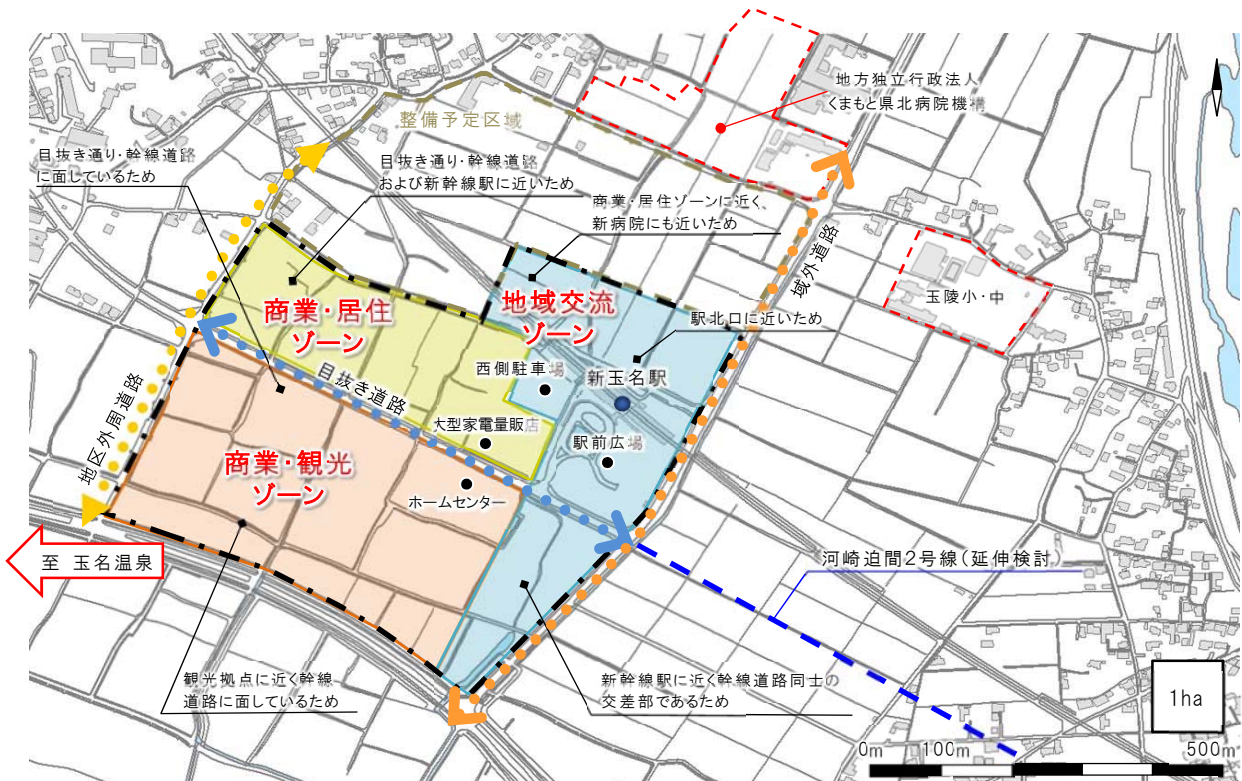 地方独立行政法人
くまもと県北病院機構
整備予定区域
目抜き通り・幹線道路
に面しているため
目抜き通り・幹線道路
および新幹線駅に近いため
商業・居住ゾーンに近く、
新病院にも近いため
域外道路
玉陵小・中
商業・居住
ゾーン
地域交流
ゾーン
駅北口に近いため
西側駐車場
新玉名駅
目抜き道路
地区外周道路
大型家電量販店
駅前広場
商業・観光
ゾーン
ホームセンター
至 玉名温泉
河崎迫間2号線(延伸検討)
観光拠点に近く幹線
道路に面しているため
新幹線駅に近く幹線道路同士の
交差部であるため
1ha
0m
100m
500m